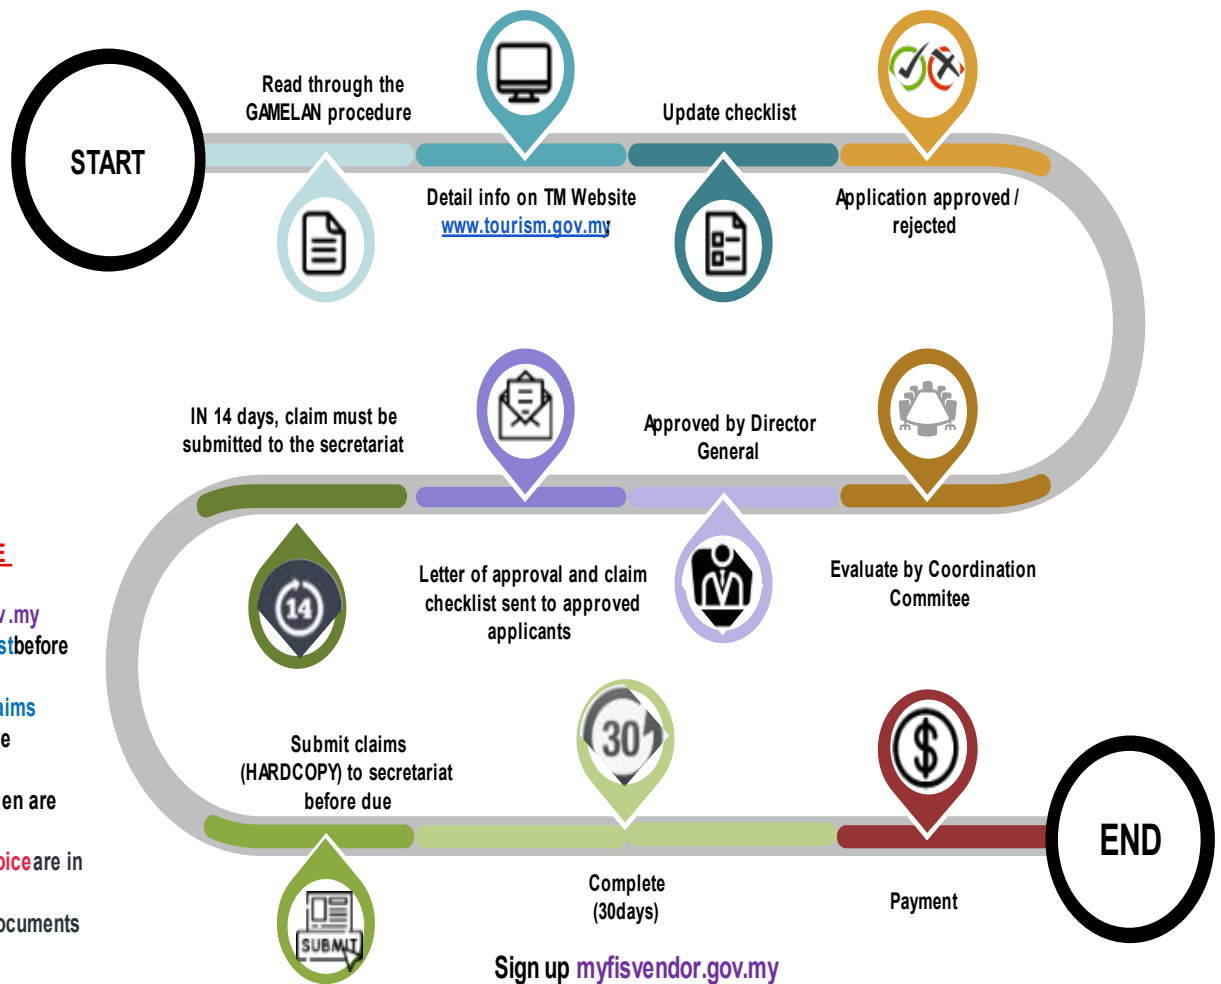 START
Read through the
GAMELAN procedure
Detail info on TM Website
www.tourism.gov.my
Update checklist
Application approved /
rejected
Evaluate by Coordination
Commitee
Approved by Director
General
Letter of approval and claim
checklist sent to approved
applicants
IN 14 days, claim must be
submitted to the secretariat
14
Submit claims
(HARDCOPY) to secretariat
before due
SUBMIT
30
Complete
(30days)
$
Payment
END
E
v.my
st before
aims
e
en are
oice are in
ocuments
Sign up myfisvendor.gov.my